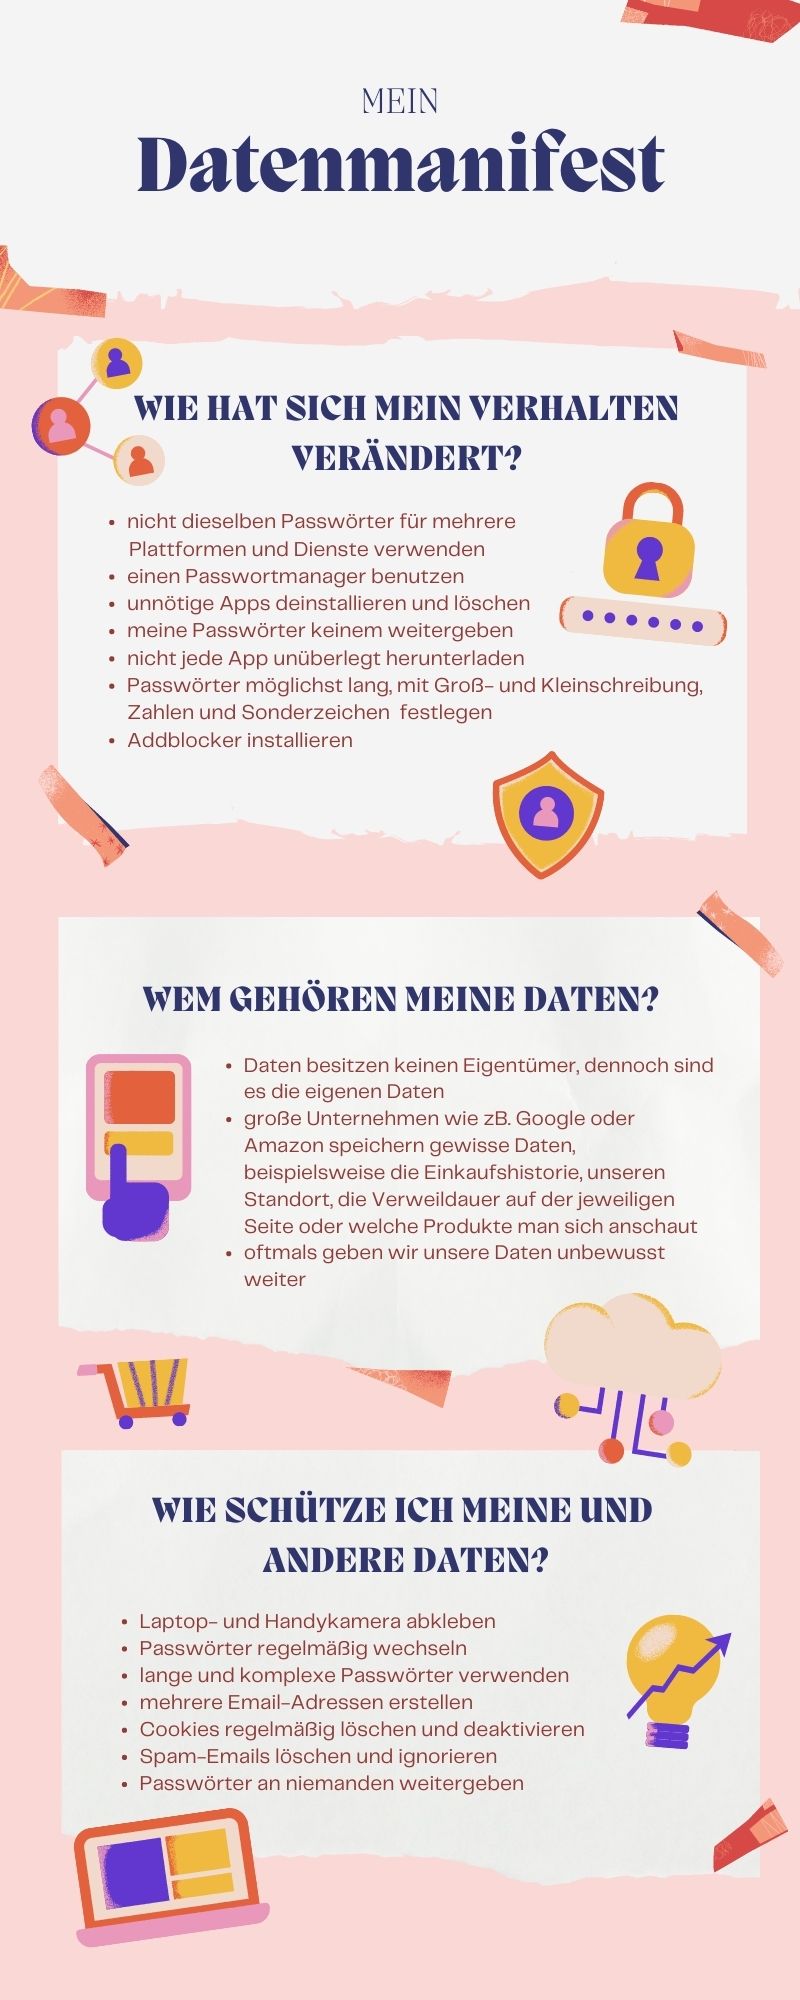 MEIN
Datenmanifest
WIE HAT SICH MEIN VERHALTEN
VERÄNDERT?
• nicht dieselben Passwörter für mehrere
Plattformen und Dienste verwenden
• einen Passwortmanager benutzen
• unnötige Apps deinstallieren und löschen
• meine Passwörter keinem weitergeben
• nicht jede App unüberlegt herunterladen
• Passwörter möglichst lang, mit Groß- und Kleinschreibung,
Zahlen und Sonderzeichen  festlegen
• Addblocker installieren
WEM GEHÖREN MEINE DATEN?
• Daten besitzen keinen Eigentümer, dennoch sind
es die eigenen Daten
• große Unternehmen wie zB. Google oder
Amazon speichern gewisse Daten,
beispielsweise die Einkaufshistorie, unseren
Standort, die Verweildauer auf der jeweiligen
Seite oder welche Produkte man sich anschaut
• oftmals geben wir unsere Daten unbewusst
weiter
WIE SCHÜTZE ICH MEINE UND
ANDERE DATEN?
• Laptop- und Handykamera abkleben
• Passwörter regelmäßig wechseln
• lange und komplexe Passwörter verwenden
• mehrere Email-Adressen erstellen
• Cookies regelmäßig löschen und deaktivieren
• Spam-Emails löschen und ignorieren
• Passwörter an niemanden weitergeben